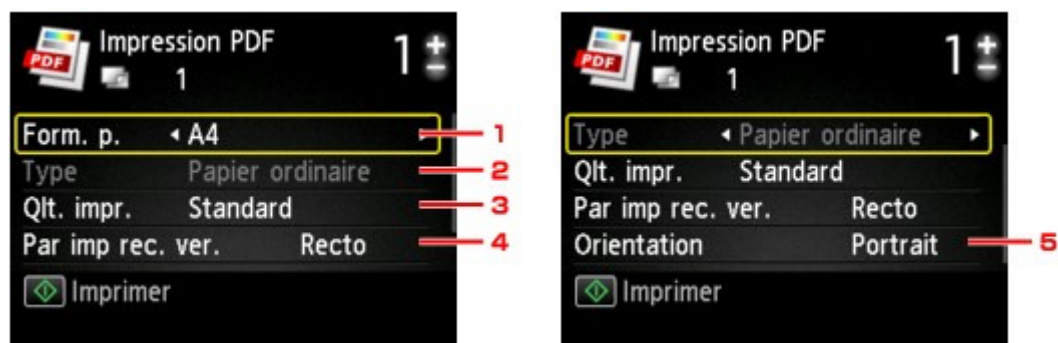 Impression PDF
PDF
1
1 + -
Form. p. A4
1
Type Papier ordinaire
2
Qlt. impr. Standard
3
Par imp rec. ver. Recto
4
Imprimer
Impression PDF
PDF
1
1 + -
Type Papier ordinaire
Qlt. impr. Standard
Par imp rec. ver. Recto
Orientation Portrait
5
Imprimer